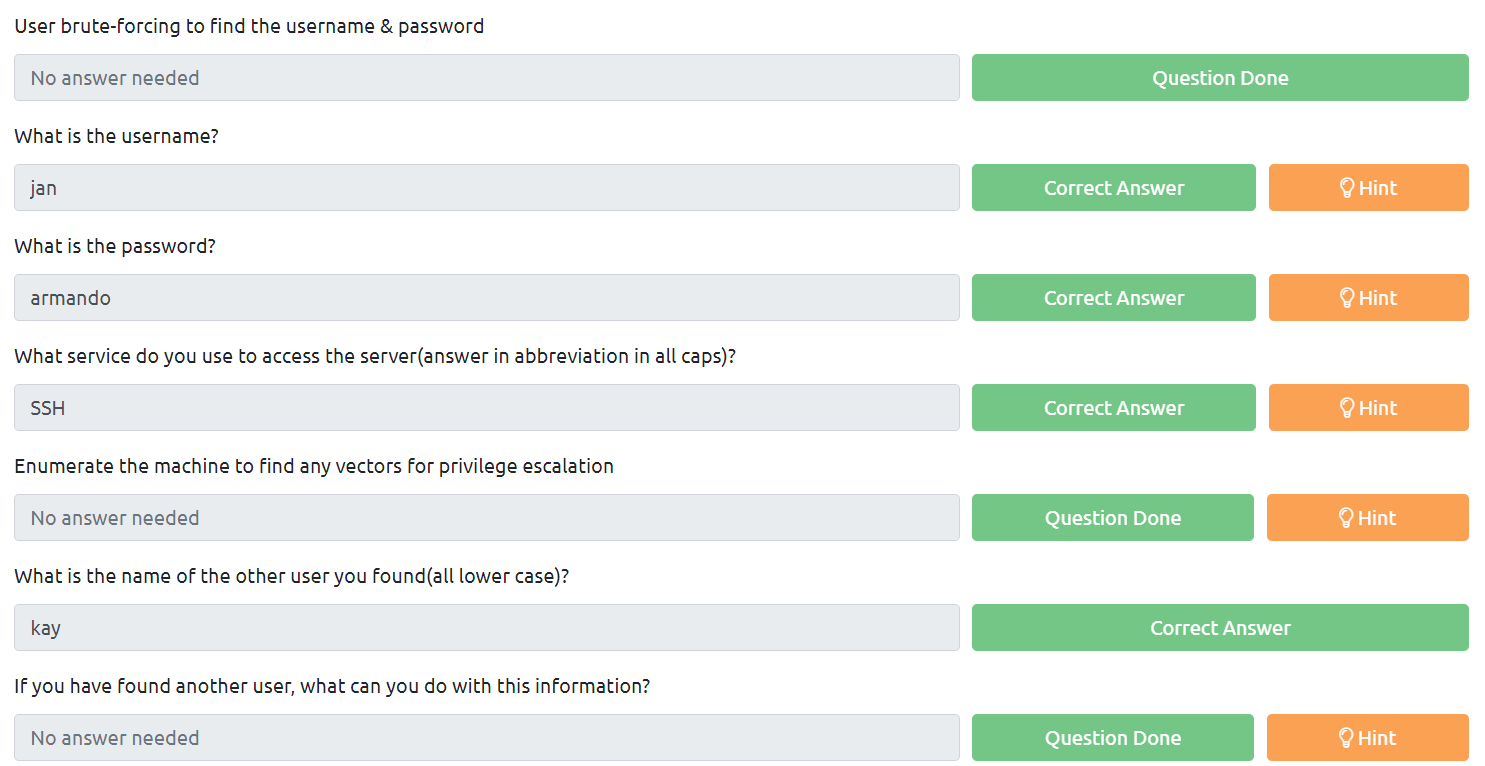 User brute-forcing to find the username & password
No answer needed
Question Done
What is the username?
jan
Correct Answer
Hint
What is the password?
armando
Correct Answer
Hint
What service do you use to access the server(answer in abbreviation in all caps)?
SSH
Correct Answer
Hint
Enumerate the machine to find any vectors for privilege escalation
No answer needed
Question Done
Hint
What is the name of the other user you found(all lower case)?
kay
Correct Answer
If you have found another user, what can you do with this information?
No answer needed
Question Done
Hint